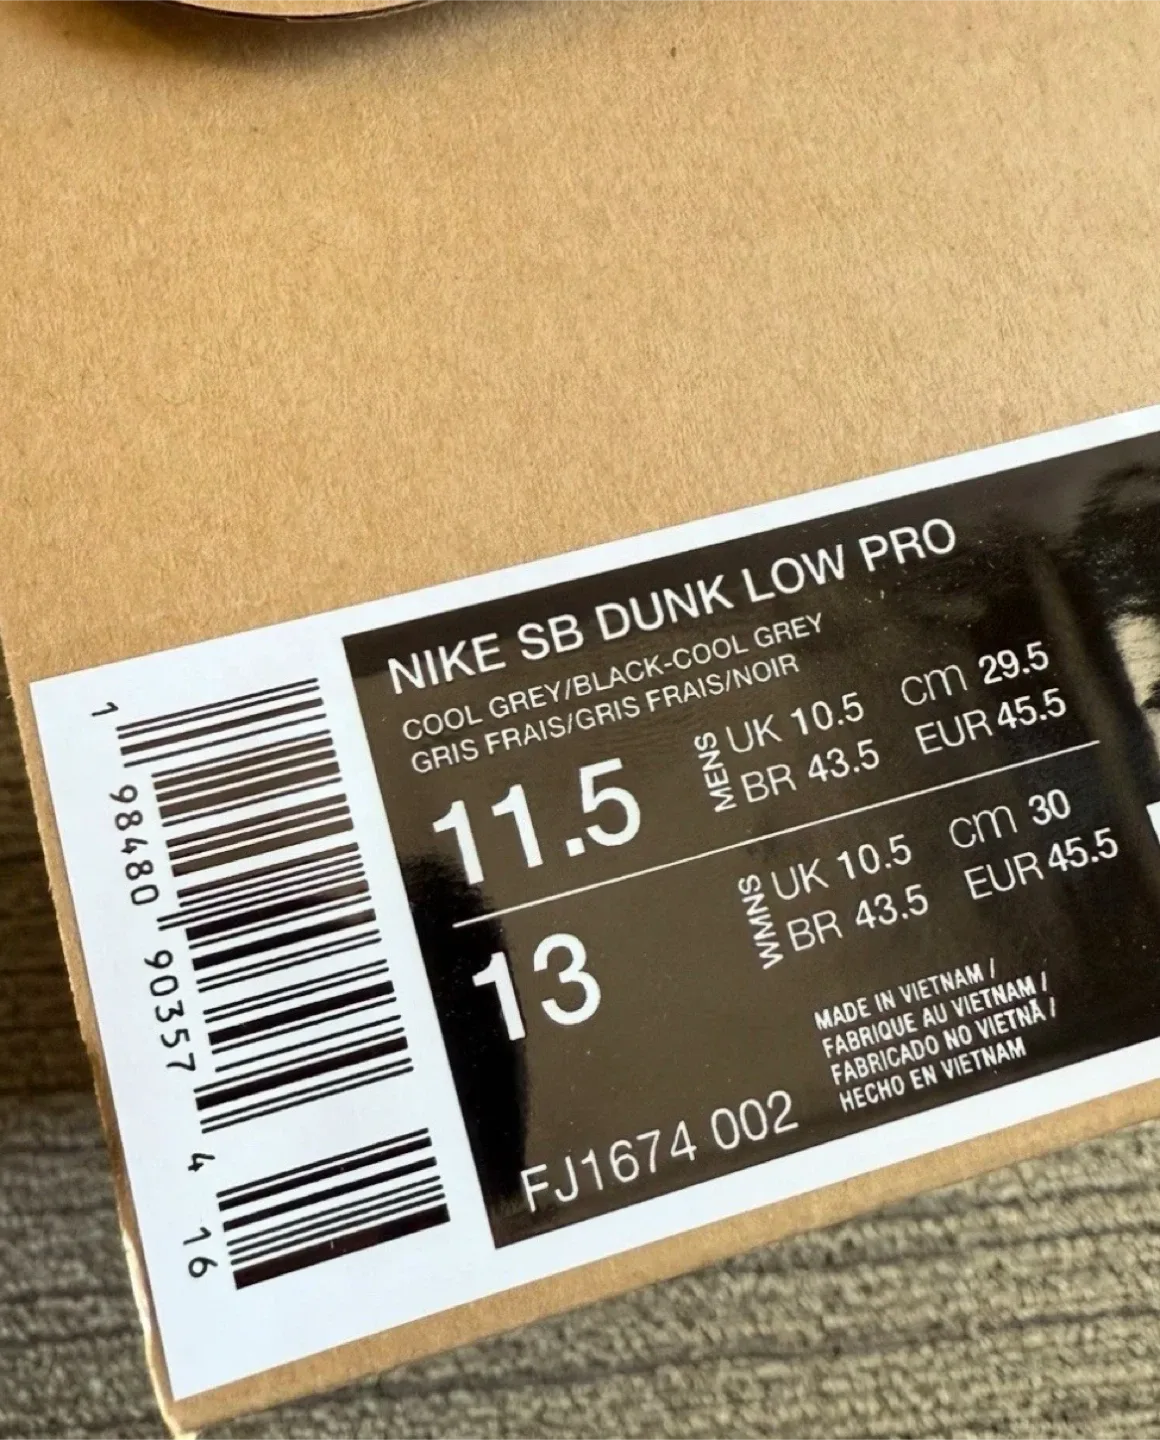 NIKE SB DUNK LOW PRO
COOL GREY/BLACK-COOL GREY
GRIS FRAIS/GRIS FRAIS/NOIR
11.5
MENS
UK 10.5 cm 29.5
BR 43.5 EUR 45.5
13
WMNS
UK 10.5 cm 30
BR 43.5 EUR 45.5
MADE IN VIETNAM /
FABRIQUE AU VIETNAM /
FABRICADO NO VIETNÃ /
HECHO EN VIETNAM
FJ1674 002
1 98480 90357 4 16